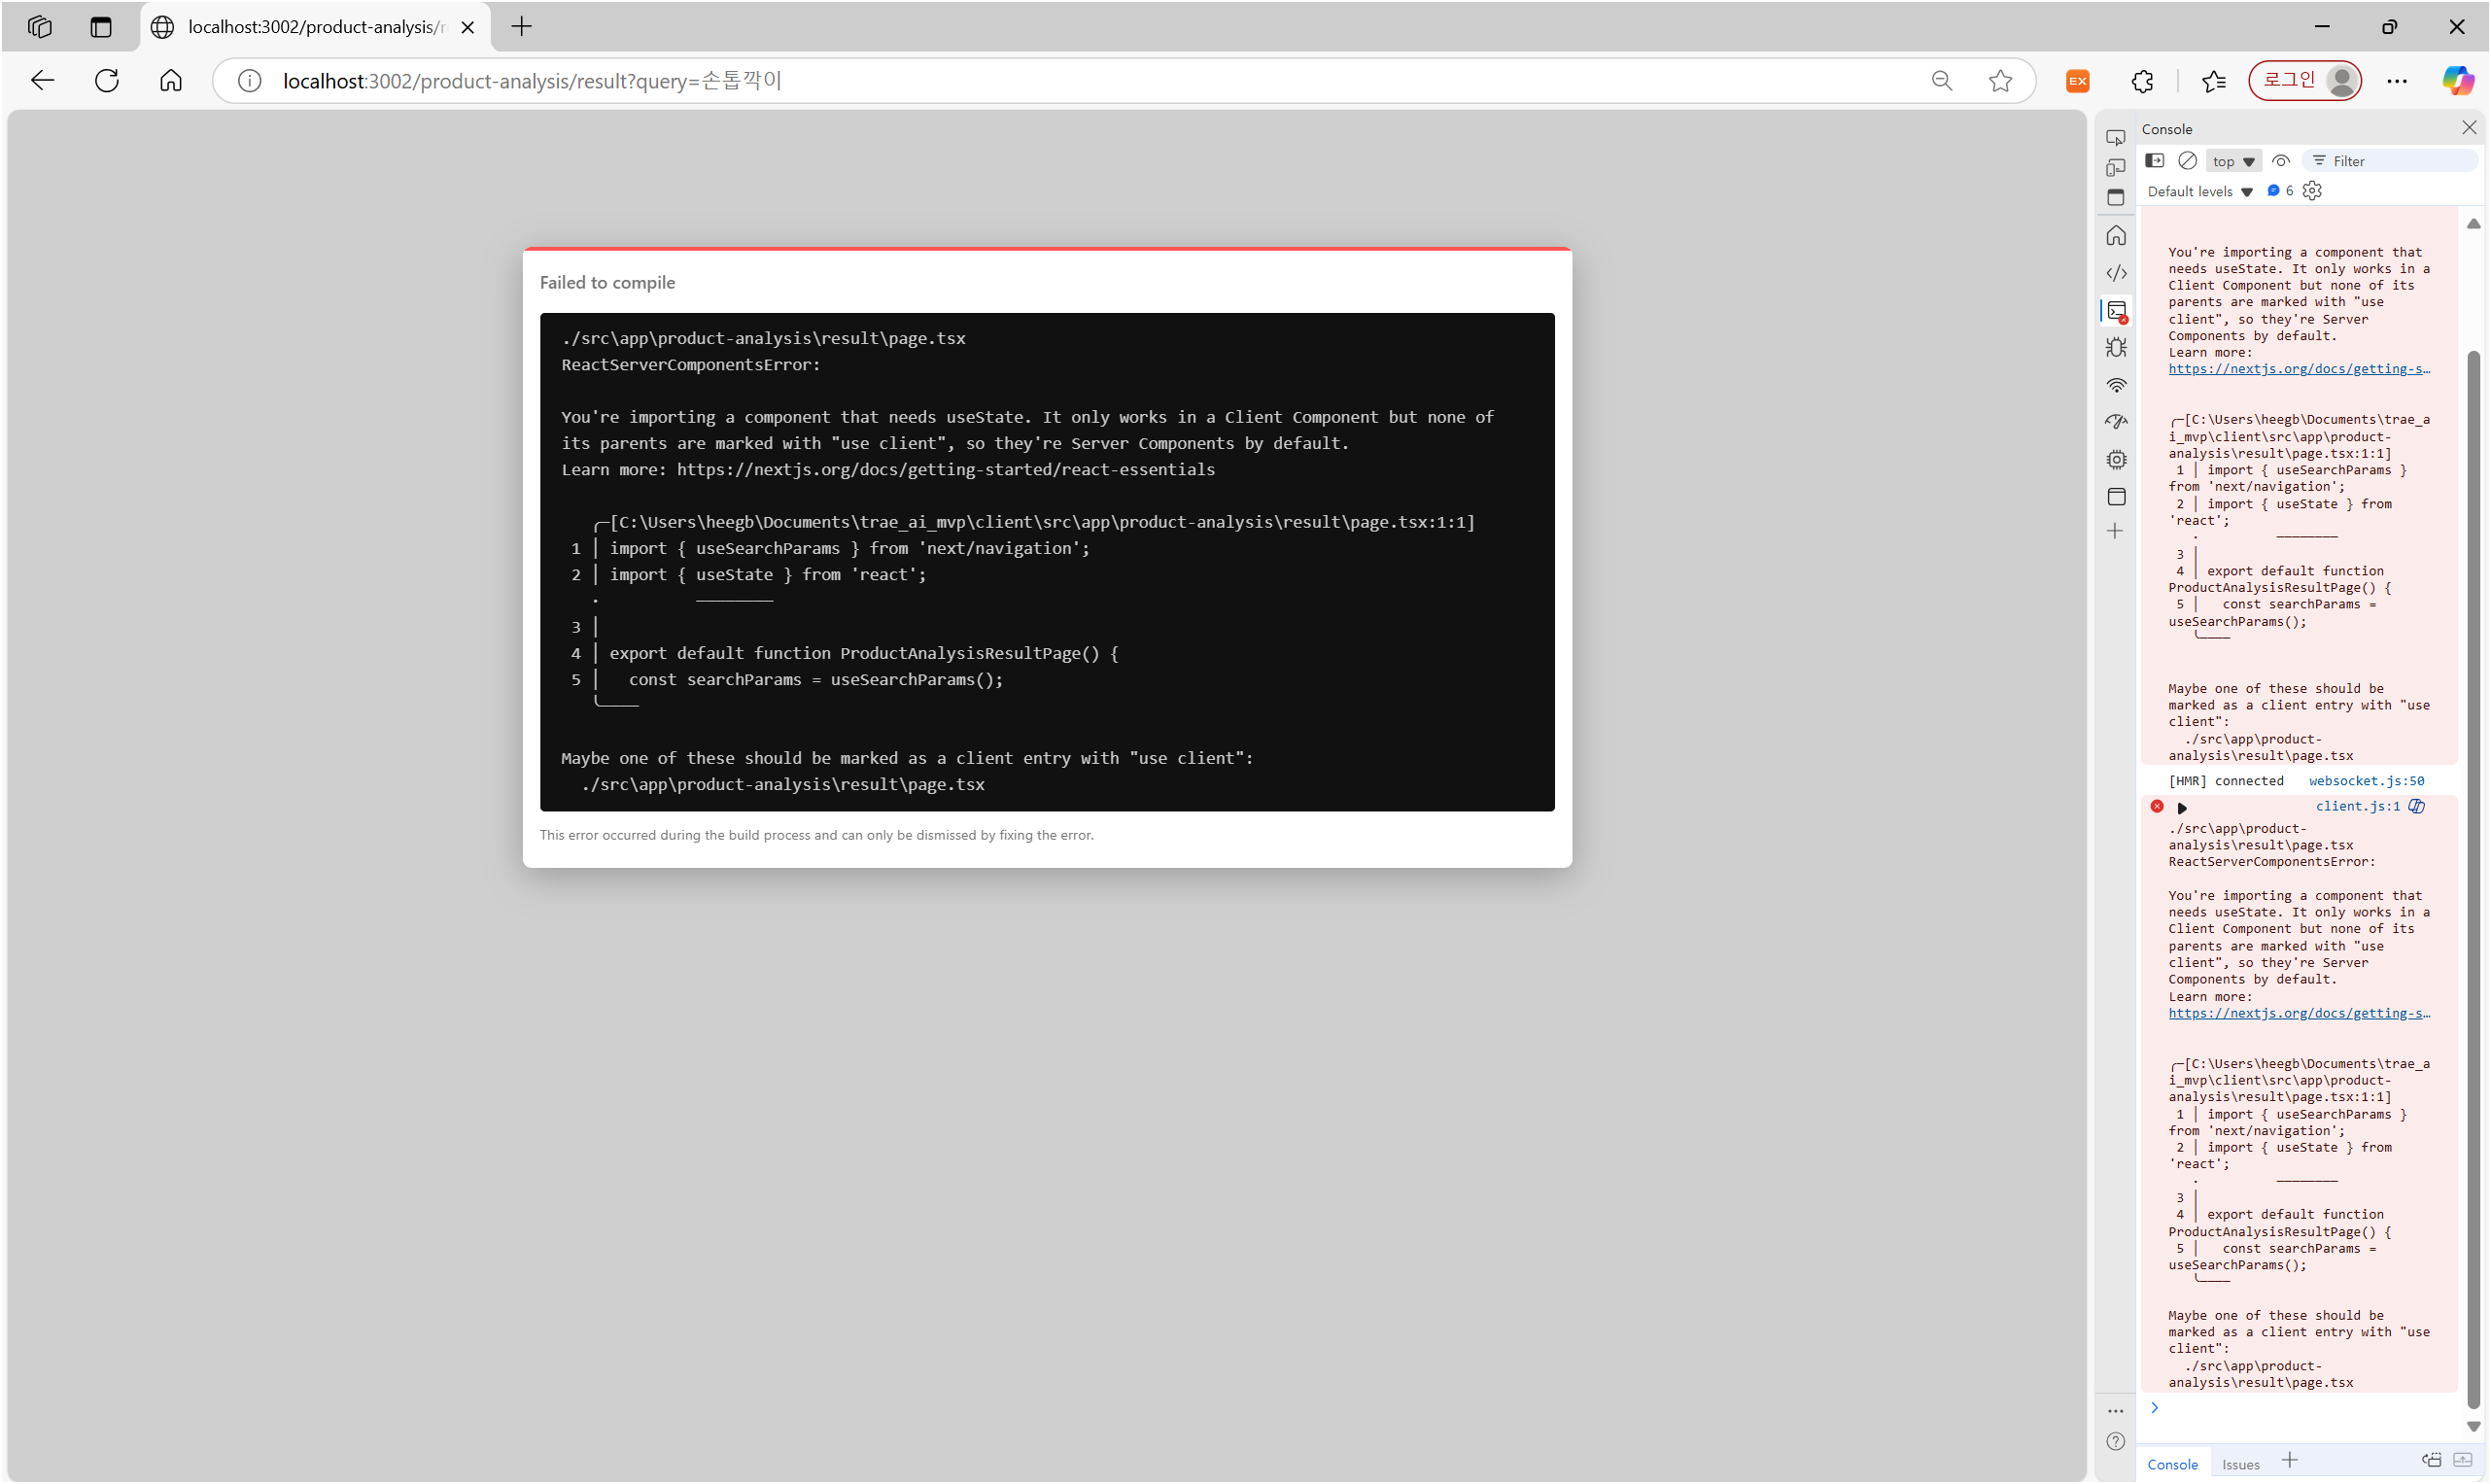 localhost:3002/product-analysis/r
localhost:3002/product-analysis/result?query=손톱깍이
EX
로그인
Failed to compile
./src\app\product-analysis\result\page.tsx
ReactServerComponentsError:
You're importing a component that needs useState. It only works in a Client Component but none of
its parents are marked with "use client", so they're Server Components by default.
Learn more: https://nextjs.org/docs/getting-started/react-essentials
╭─[C:\Users\heegb\Documents\trae_ai_mvp\client\src\app\product-analysis\result\page.tsx:1:1]
1 │ import { useSearchParams } from 'next/navigation';
2 │ import { useState } from 'react';
· ────────
3 │
4 │ export default function ProductAnalysisResultPage() {
5 │   const searchParams = useSearchParams();
╰────
Maybe one of these should be marked as a client entry with "use client":
./src\app\product-analysis\result\page.tsx
This error occurred during the build process and can only be dismissed by fixing the error.
Console
top
Filter
Default levels
6
You're importing a component that
needs useState. It only works in a
Client Component but none of its
parents are marked with "use
client", so they're Server
Components by default.
Learn more:
https://nextjs.org/docs/getting-s…
╭─[C:\Users\heegb\Documents\trae_a
i_mvp\client\src\app\product-
analysis\result\page.tsx:1:1]
1 │ import { useSearchParams }
from 'next/navigation';
2 │ import { useState } from
'react';
· ────────
3 │
4 │ export default function
ProductAnalysisResultPage() {
5 │   const searchParams =
useSearchParams();
╰────
Maybe one of these should be
marked as a client entry with "use
client":
./src\app\product-
analysis\result\page.tsx
[HMR] connected websocket.js:50
client.js:1
./src\app\product-
analysis\result\page.tsx
ReactServerComponentsError:
You're importing a component that
needs useState. It only works in a
Client Component but none of its
parents are marked with "use
client", so they're Server
Components by default.
Learn more:
https://nextjs.org/docs/getting-s…
╭─[C:\Users\heegb\Documents\trae_a
i_mvp\client\src\app\product-
analysis\result\page.tsx:1:1]
1 │ import { useSearchParams }
from 'next/navigation';
2 │ import { useState } from
'react';
· ────────
3 │
4 │ export default function
ProductAnalysisResultPage() {
5 │   const searchParams =
useSearchParams();
╰────
Maybe one of these should be
marked as a client entry with "use
client":
./src\app\product-
analysis\result\page.tsx
Console
Issues